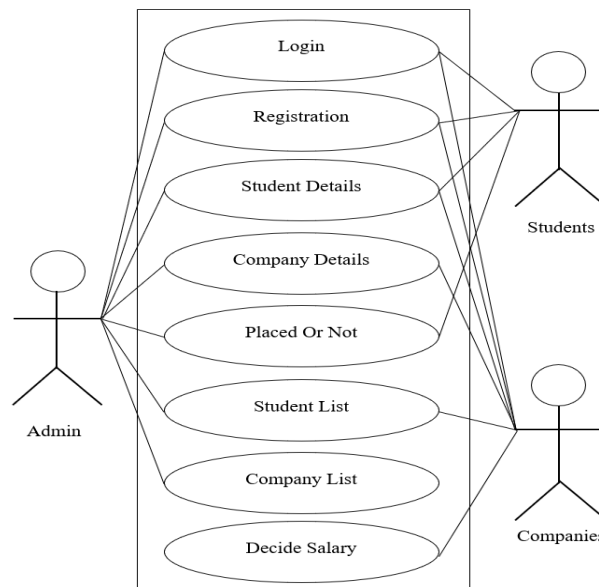 Login
Registration
Student Details
Students
Company Details
Placed Or Not
Student List
Admin
Company List
Companies
Decide Salary